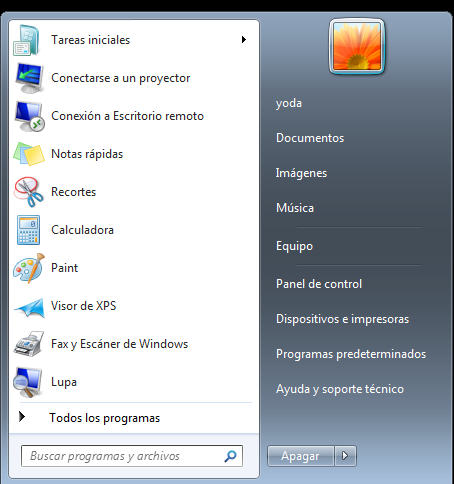 Tareas iniciales
Conectarse a un proyector
Conexión a Escritorio remoto
Notas rápidas
Recortes
Calculadora
Paint
Visor de XPS
Fax y Escáner de Windows
Lupa
Todos los programas
Buscar programas y archivos
yoda
Documentos
Imágenes
Música
Equipo
Panel de control
Dispositivos e impresoras
Programas predeterminados
Ayuda y soporte técnico
Apagar